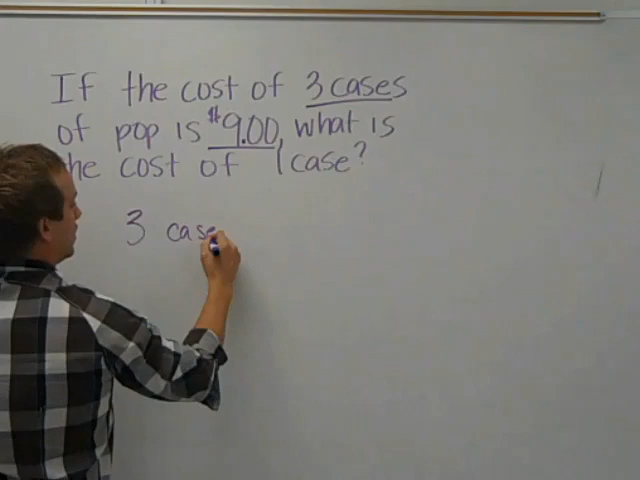 If the cost of 3 cases
of pop is $9.00, what is
the cost of 1 case?
3 case